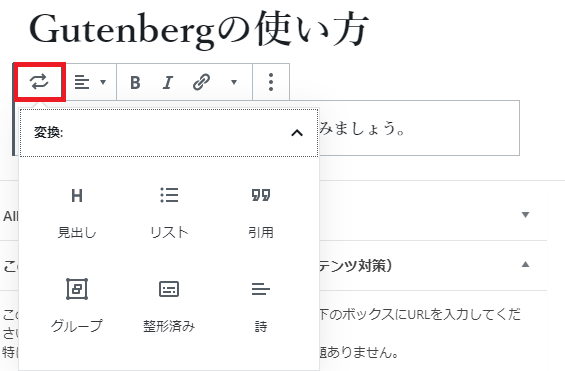 Gutenbergの使い方
B I
変換:
みましょう。
H
見出し リスト 引用
グループ 整形済み 詩
All
この
テンツ対策）
この
下のボックスにURLを入力してくだ
さい
特に
題ありません。